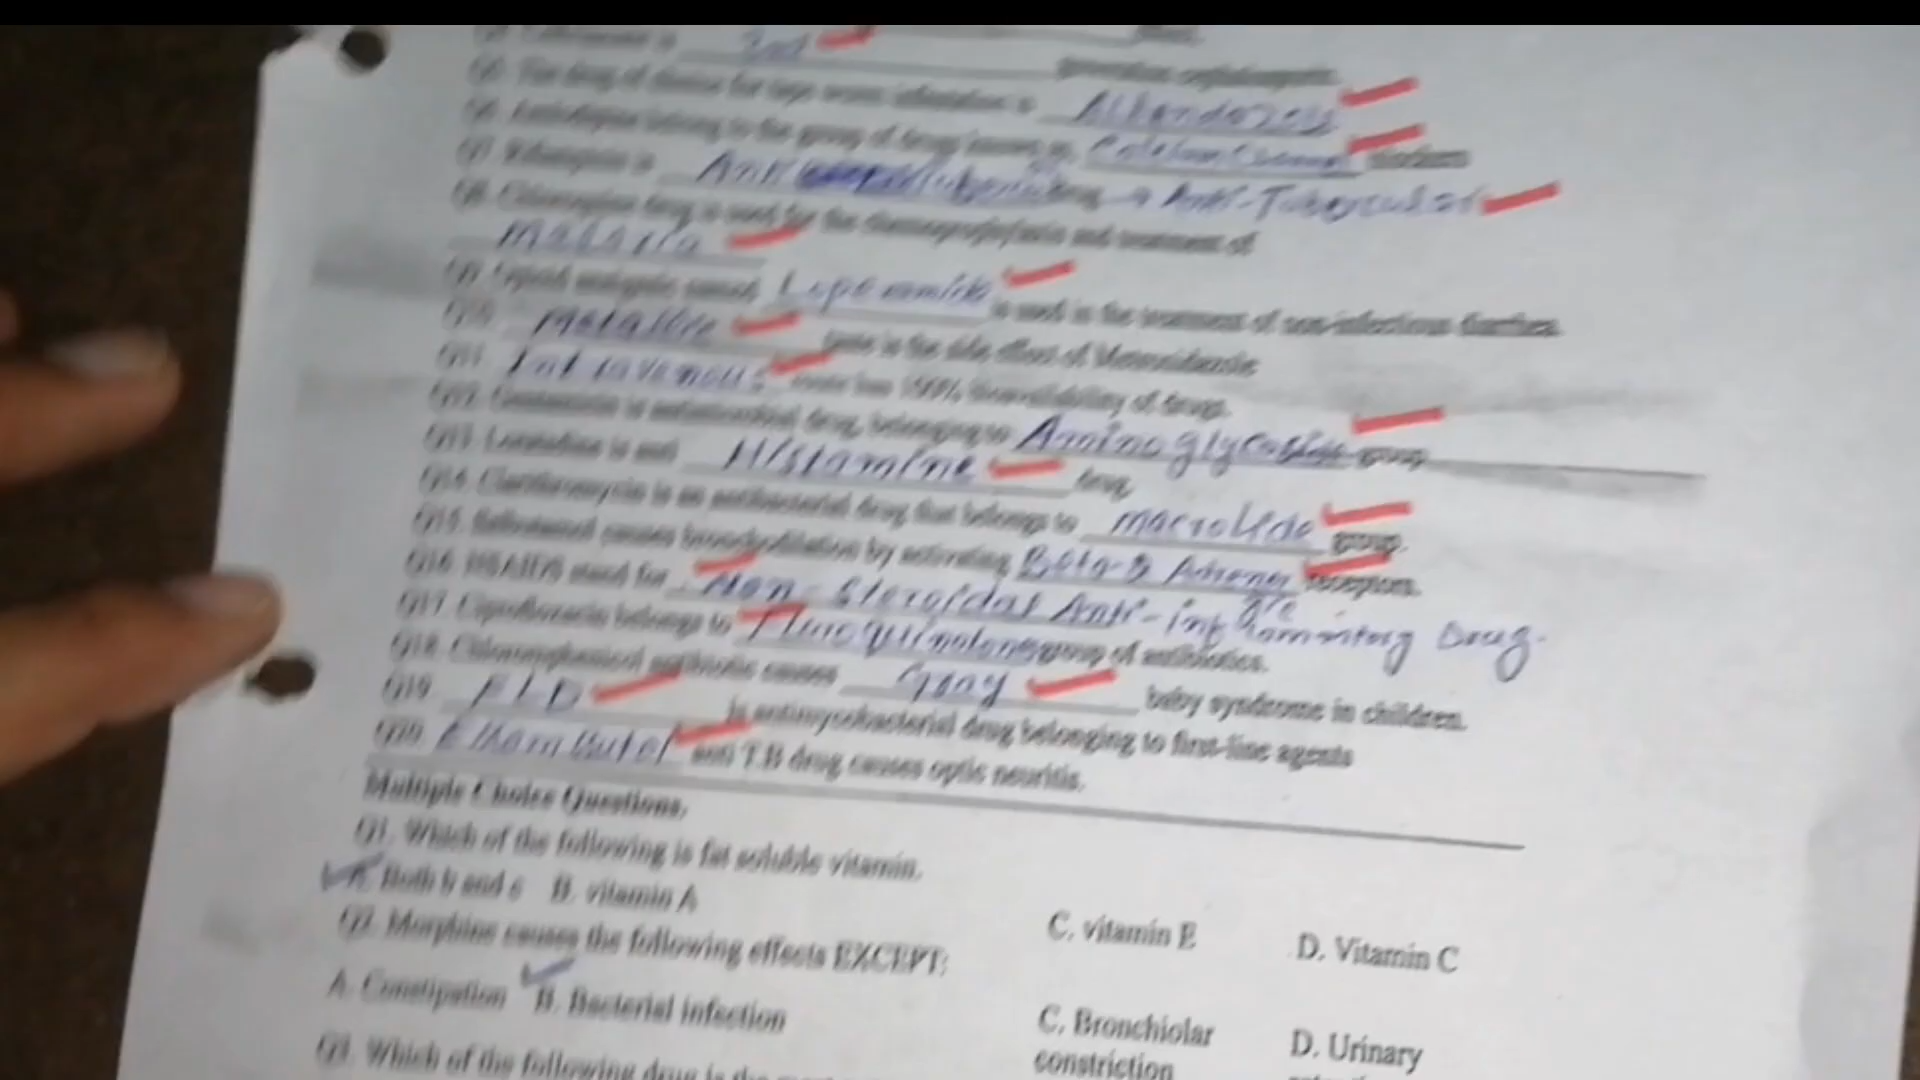 3rd generation cephalosporin.
Q5. The drug of choice for tape worm infestation is Albendazole
Q6. Amlodipine belong to the group of drugs known as Calcium Channel blockers
Q7. Rifampicin is Anti drug → Anti-Tubercular
Q8. Chloroquine drug is used for the chemoprophylaxis and treatment of
Malaria
Q9. Opioid analgesic named Loperamide is used in the treatment of non-infectious diarrhea.
Q10. Metallic taste is the side effect of Metronidazole.
Q11. Intravenous route has 100% bioavailability of drugs.
Q12. Gentamicin is antimicrobial drug, belonging to Aminoglycoside group
Q13. Loratadine is anti Histamine drug.
Q14. Clarithromycin is an antibacterial drug that belongs to macrolide group.
Q15. Salbutamol causes bronchodilation by activating Beta-2 Adrenergic receptors.
Q16. NSAIDS stand for Non-Steroidal Anti-inflammatory Drug.
Q17. Ciprofloxacin belongs to Fluoroquinolone group of antibiotics.
Q18. Chloramphenicol antibiotic causes Gray baby syndrome in children.
Q19. is antimycobacterial drug belonging to first-line agents
Q20. Ethambutol anti T.B drug causes optic neuritis.
Multiple Choice Questions.
Q1. Which of the following is fat soluble vitamin.
A. Both b and c B. vitamin A C. vitamin E D. Vitamin C
Q2. Morphine causes the following effects EXCEPT:
A. Constipation B. Bacterial infection C. Bronchiolar constriction D. Urinary
Q3. Which of the following drug is the